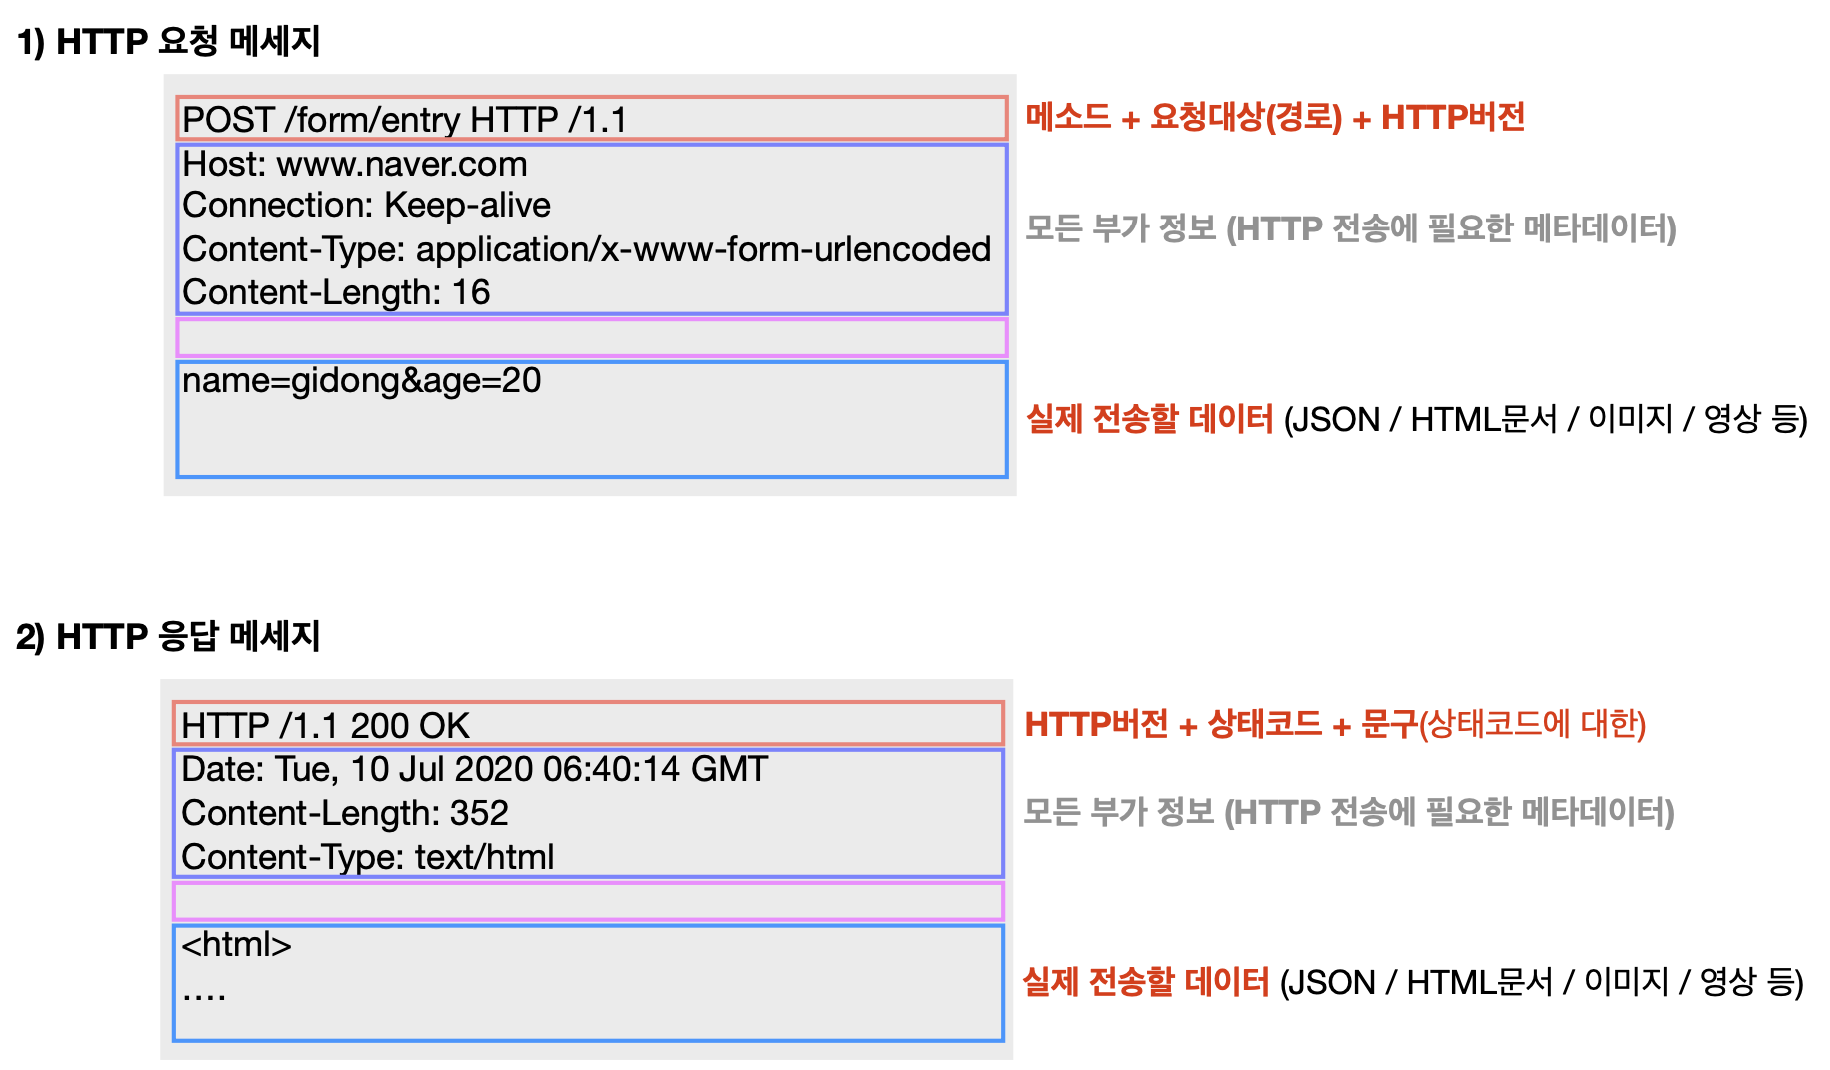 1) HTTP 요청 메세지
POST /form/entry HTTP /1.1
메소드 + 요청대상(경로) + HTTP버전
Host: www.naver.com
Connection: Keep-alive
Content-Type: application/x-www-form-urlencoded
Content-Length: 16
모든 부가 정보 (HTTP 전송에 필요한 메타데이터)
name=gidong&age=20
실제 전송할 데이터 (JSON / HTML문서 / 이미지 / 영상 등)
2) HTTP 응답 메세지
HTTP /1.1 200 OK
HTTP버전 + 상태코드 + 문구(상태코드에 대한)
Date: Tue, 10 Jul 2020 06:40:14 GMT
Content-Length: 352
Content-Type: text/html
모든 부가 정보 (HTTP 전송에 필요한 메타데이터)
<html>
....
실제 전송할 데이터 (JSON / HTML문서 / 이미지 / 영상 등)